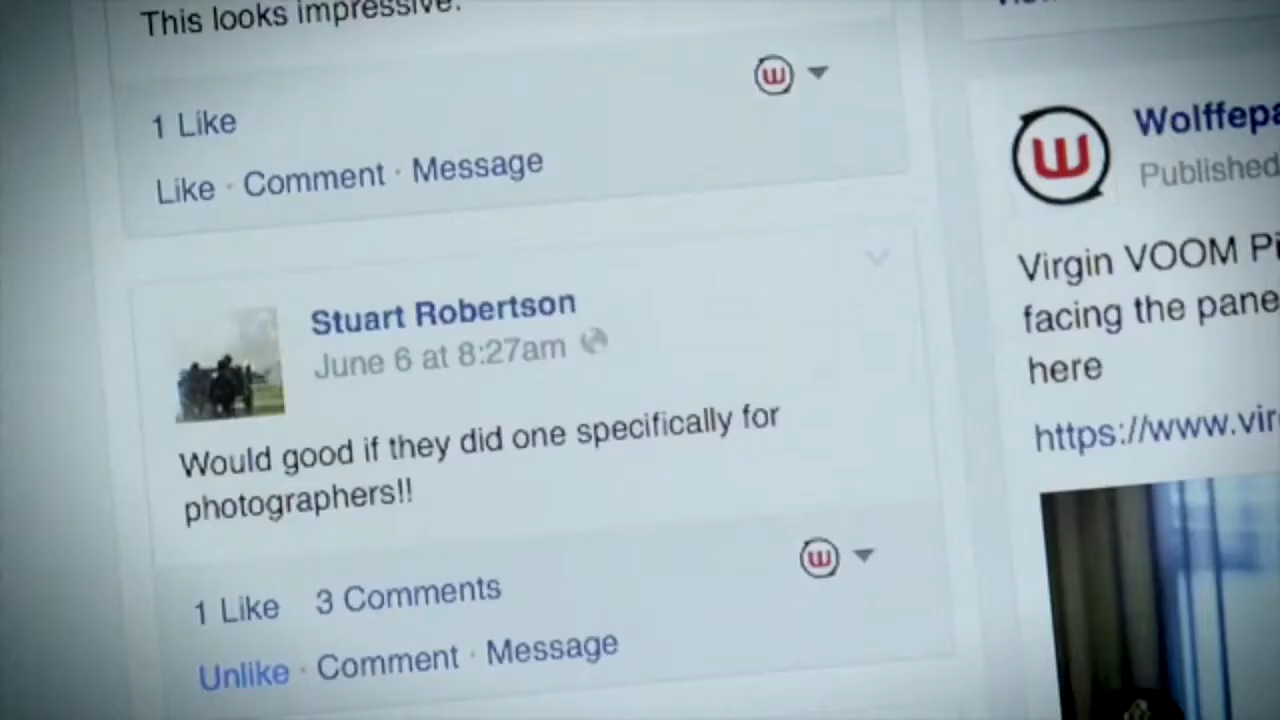 This looks impressive.
1 Like
Like · Comment · Message
Stuart Robertson
June 6 at 8:27am
Would good if they did one specifically for
photographers!!
1 Like 3 Comments
Unlike · Comment · Message
W
W
W
Published
Virgin VOOM
facing the
here
https://www.vir